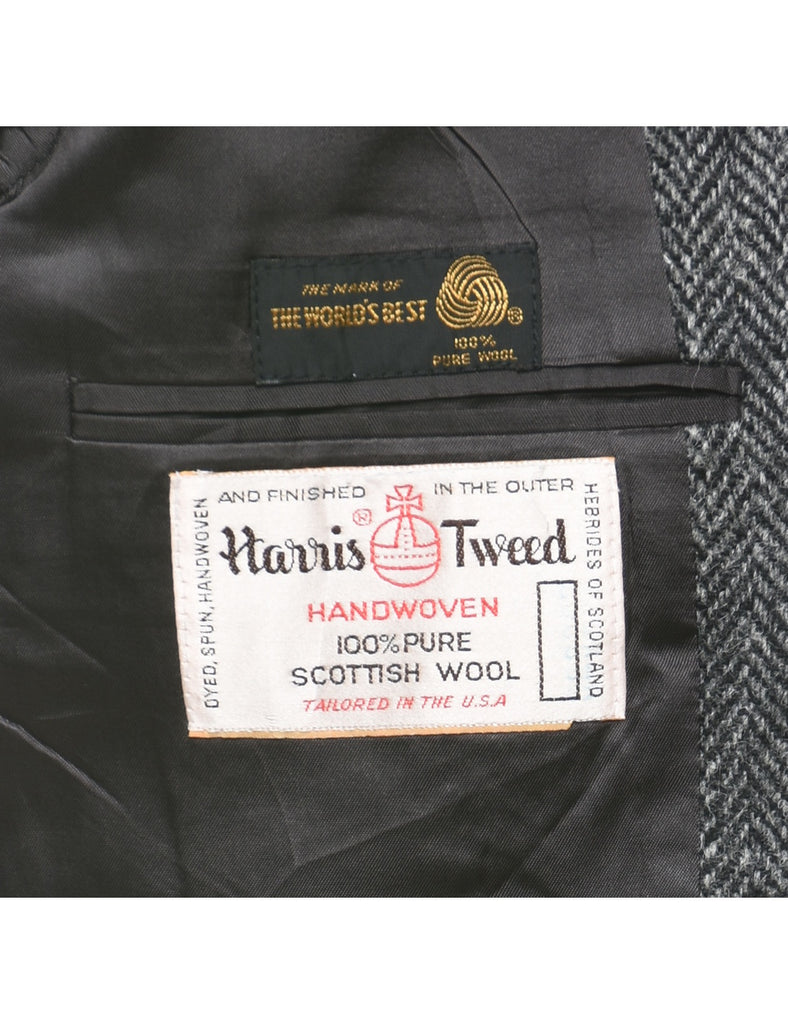 THE MARK OF
THE WORLD'S BEST
®
100%
PURE WOOL
DYED, SPUN, HANDWOVEN
AND FINISHED IN THE OUTER
HEBRIDES OF SCOTLAND
Harris ® Tweed
HANDWOVEN
100% PURE
SCOTTISH WOOL
TAILORED IN THE U.S.A